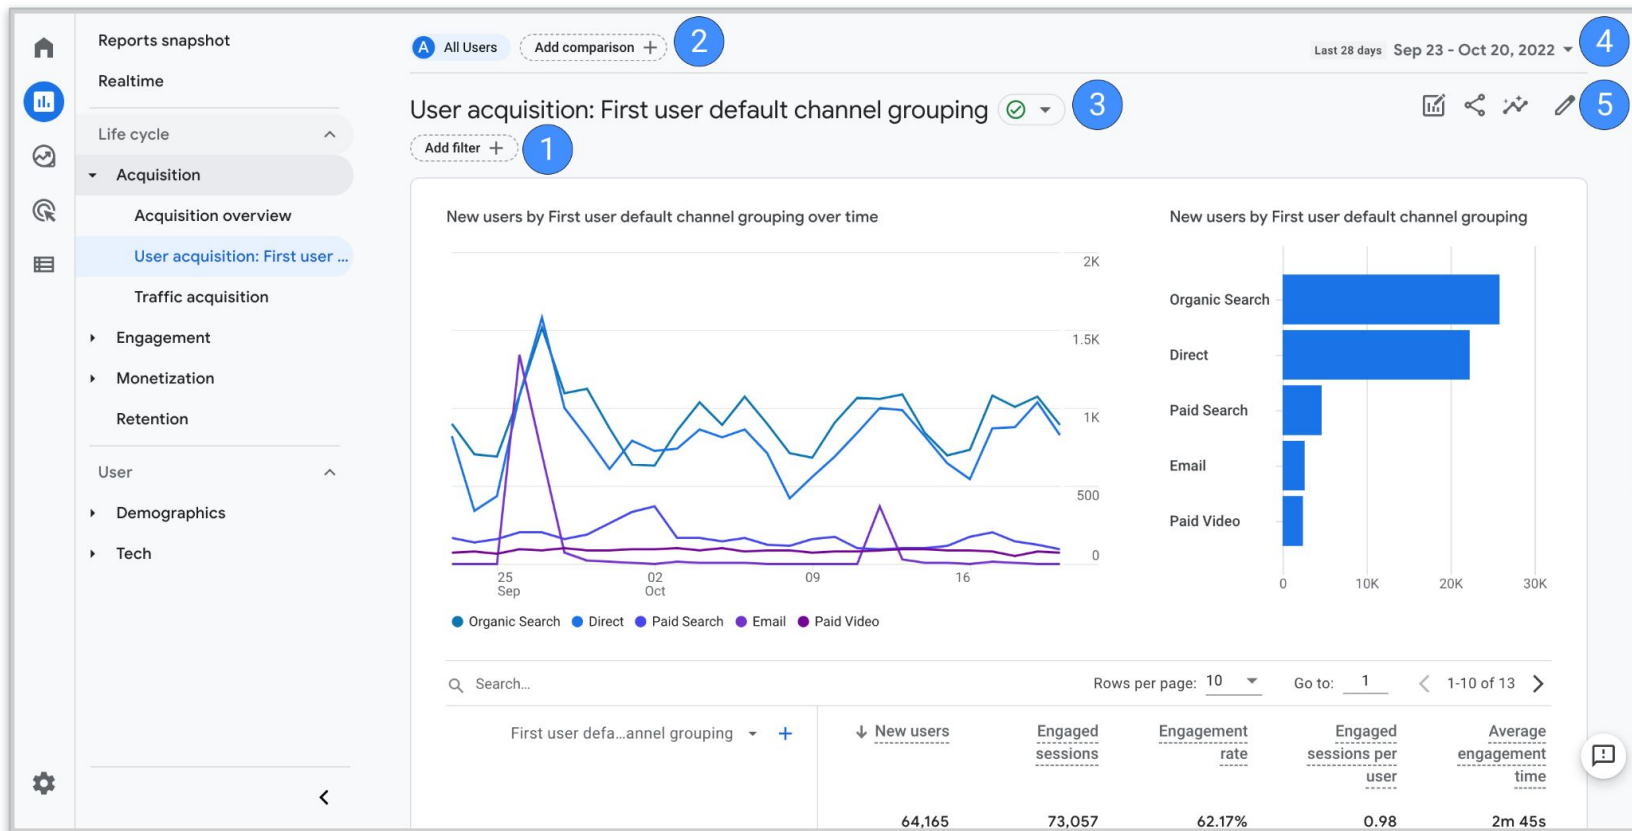 Reports snapshot
Realtime
Life cycle
Acquisition
Acquisition overview
User acquisition: First user ...
Traffic acquisition
Engagement
Monetization
Retention
User
Demographics
Tech
A All Users
Add comparison +
2
Last 28 days Sep 23 - Oct 20, 2022
4
User acquisition: First user default channel grouping
3
5
Add filter +
1
New users by First user default channel grouping over time
2K
1.5K
1K
500
0
25 Sep
02 Oct
09
16
Organic Search Direct Paid Search Email Paid Video
New users by First user default channel grouping
Organic Search
Direct
Paid Search
Email
Paid Video
0 10K 20K 30K
Search...
Rows per page: 10
Go to: 1
1-10 of 13
First user defa...annel grouping +
New users
Engaged sessions
Engagement rate
Engaged sessions per user
Average engagement time
64,165 73,057 62.17% 0.98 2m 45s